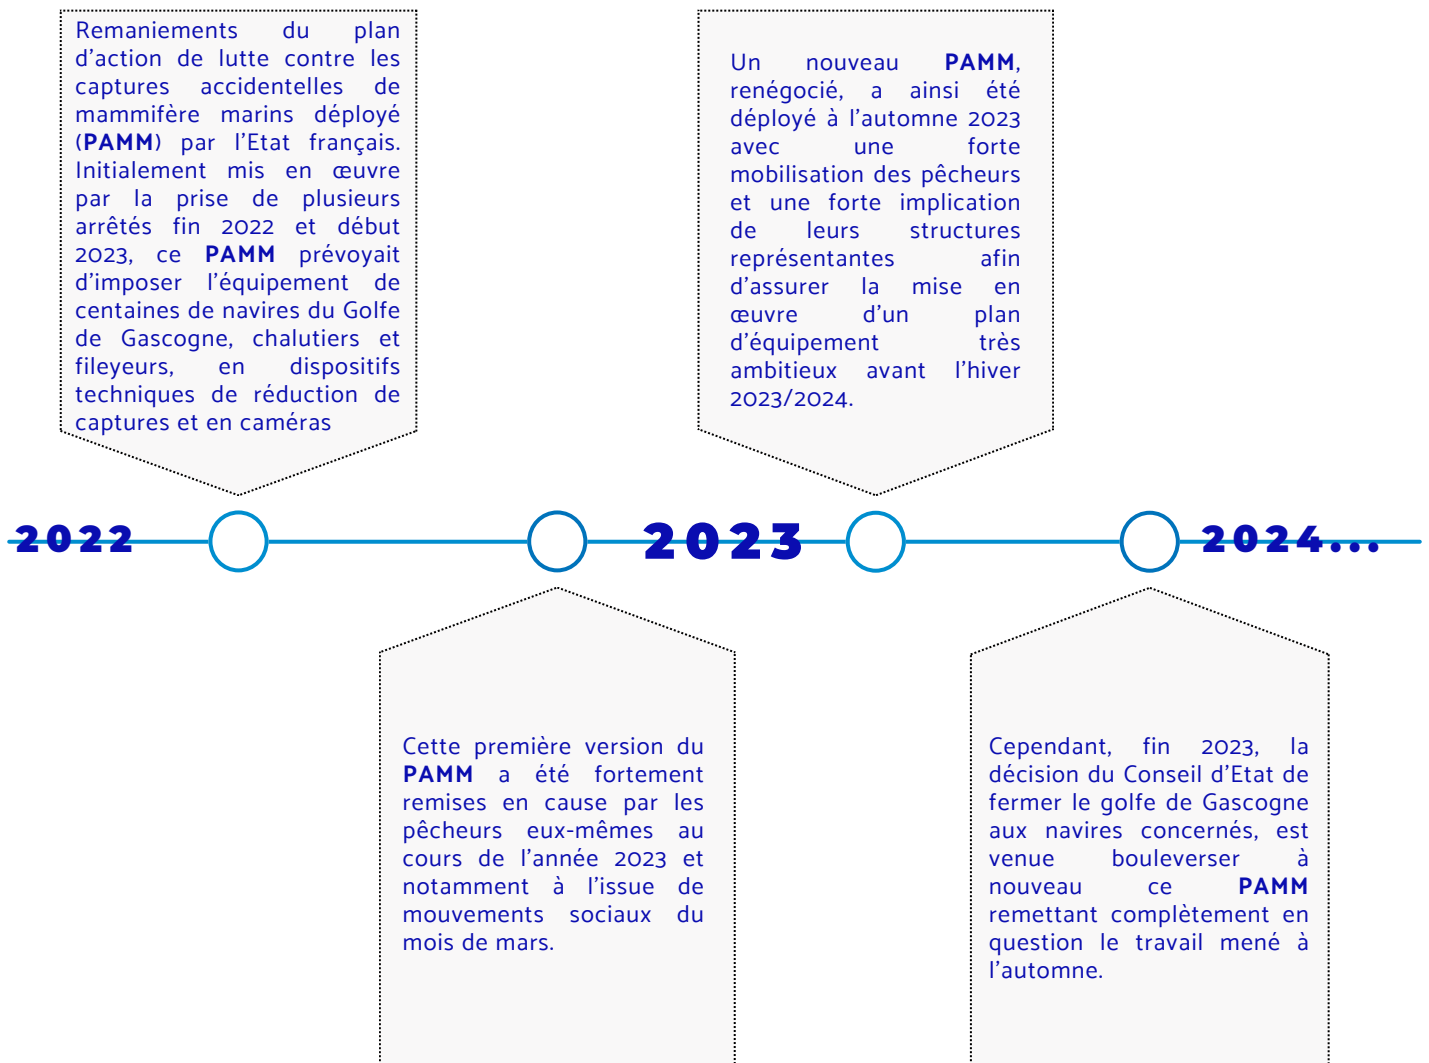 Remaniements du plan
d'action de lutte contre les
captures accidentelles de
mammifère marins déployé
(PAMM) par l'Etat français.
Initialement mis en œuvre
par la prise de plusieurs
arrêtés fin 2022 et début
2023, ce PAMM prévoyait
d'imposer l'équipement de
centaines de navires du Golfe
de Gascogne, chalutiers et
fileyeurs, en dispositifs
techniques de réduction de
captures et en caméras
Un nouveau PAMM,
renégocié, a ainsi été
déployé à l'automne 2023
avec une forte
mobilisation des pêcheurs
et une forte implication
de leurs structures
représentantes afin
d'assurer la mise en
œuvre d'un plan
d'équipement très
ambitieux avant l'hiver
2023/2024.
2022
2023
2024...
Cette première version du
PAMM a été fortement
remises en cause par les
pêcheurs eux-mêmes au
cours de l'année 2023 et
notamment à l'issue de
mouvements sociaux du
mois de mars.
Cependant, fin 2023, la
décision du Conseil d'Etat de
fermer le golfe de Gascogne
aux navires concernés, est
venue bouleverser à
nouveau ce PAMM
remettant complètement en
question le travail mené à
l'automne.